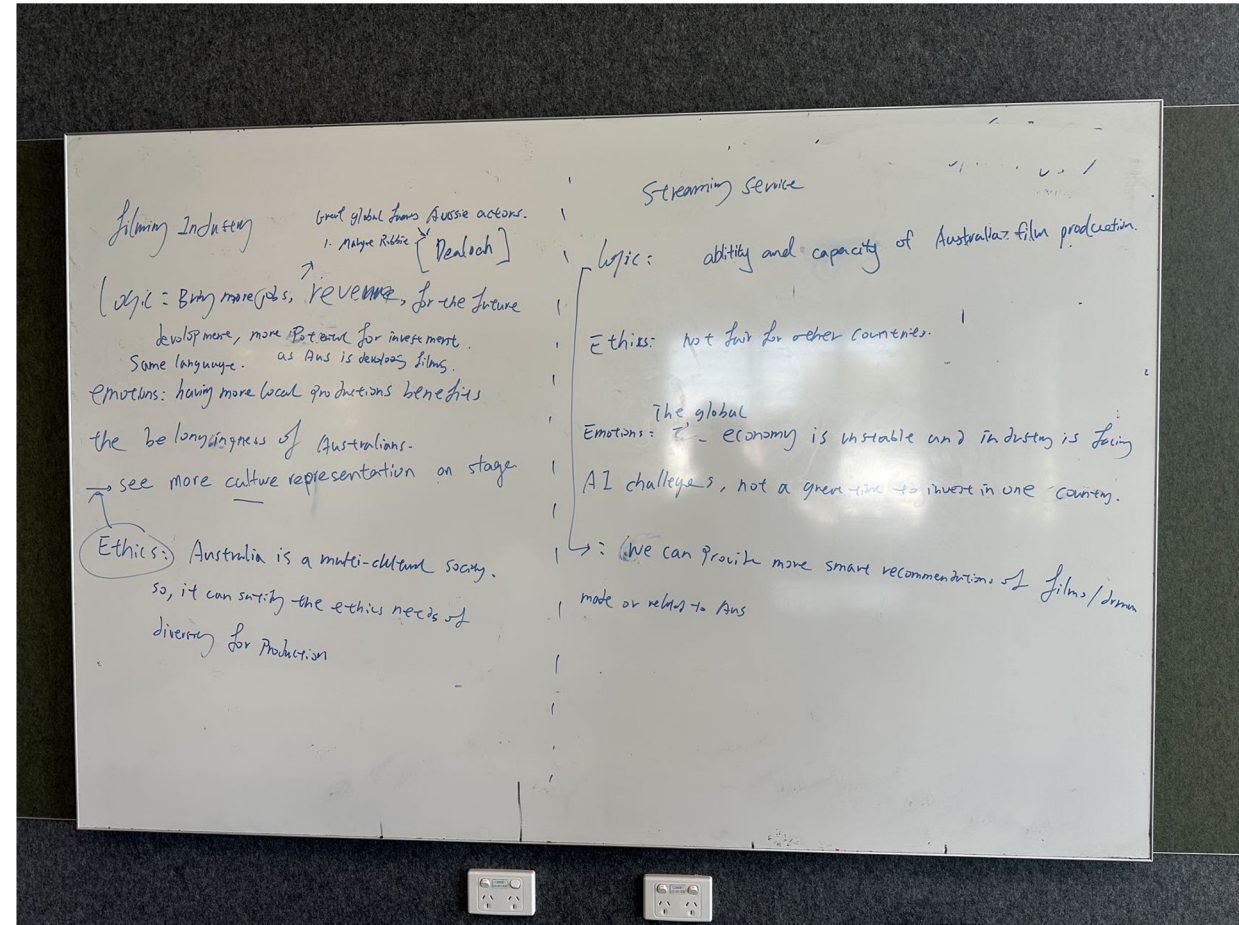 Filming Industry
Great global famous Aussie actors.
1. Margre Robbie [Dealoch]
Logic: Bring more jobs, revenue, for the future
development, more Potential for investment.
Same language. as Aus is developing films.
emotions: having more local productions benefits
the belongingness of Australians.
→ see more culture representation on stage
Ethics: Australia is a multi-cultural society.
so, it can satisfy the ethics needs of
diversity for Production
Streaming Service
Logic: ablitity and capacity of Australia? film production.
Ethics: Not fair for other countries.
The global
Emotions: economy is unstable and industry is facing
AI challeges, not a great time to invest in one country.
→ : We can provide more smart recommendations of films/drama
made or related to Aus